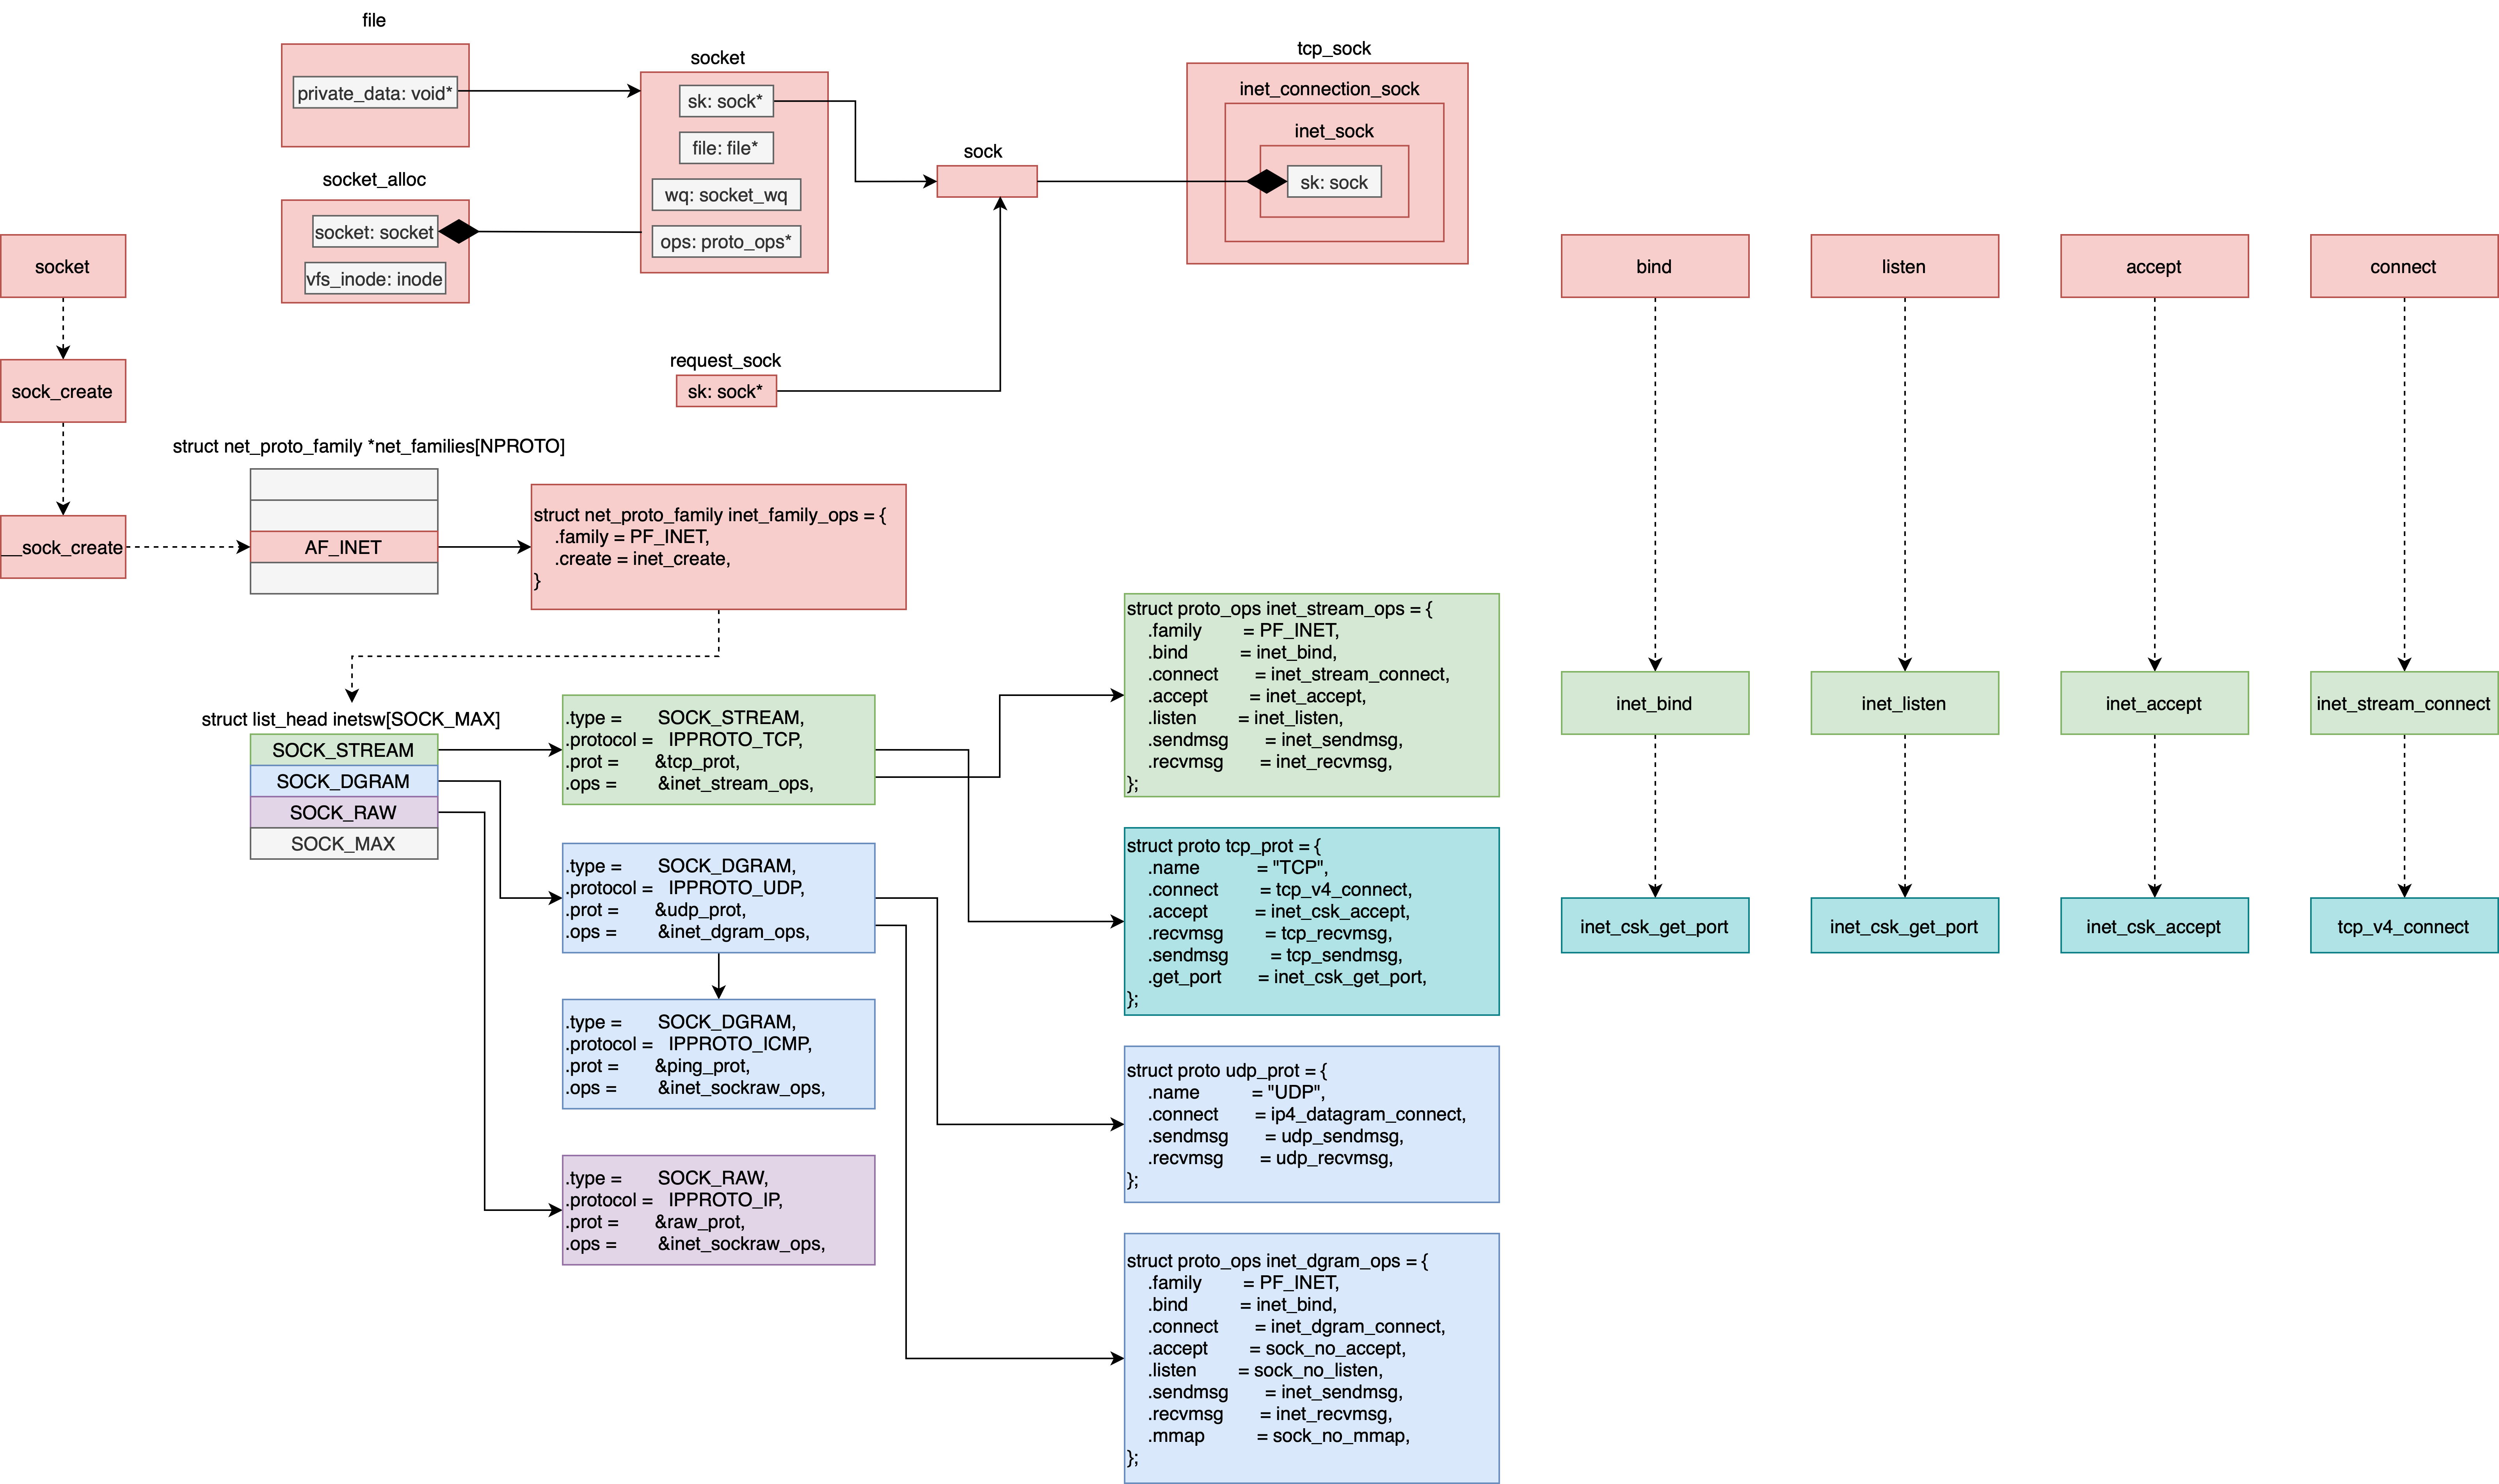 file
private_data: void*
socket_alloc
socket: socket
vfs_inode: inode
socket
sk: sock*
file: file*
wq: socket_wq
ops: proto_ops*
sock
tcp_sock
inet_connection_sock
inet_sock
sk: sock
request_sock
sk: sock*
socket
sock_create
__sock_create
struct net_proto_family *net_families[NPROTO]
AF_INET
struct net_proto_family inet_family_ops = {
.family = PF_INET,
.create = inet_create,
}
struct list_head inetsw[SOCK_MAX]
SOCK_STREAM
SOCK_DGRAM
SOCK_RAW
SOCK_MAX
.type = SOCK_STREAM,
.protocol = IPPROTO_TCP,
.prot = &tcp_prot,
.ops = &inet_stream_ops,
.type = SOCK_DGRAM,
.protocol = IPPROTO_UDP,
.prot = &udp_prot,
.ops = &inet_dgram_ops,
.type = SOCK_DGRAM,
.protocol = IPPROTO_ICMP,
.prot = &ping_prot,
.ops = &inet_sockraw_ops,
.type = SOCK_RAW,
.protocol = IPPROTO_IP,
.prot = &raw_prot,
.ops = &inet_sockraw_ops,
struct proto_ops inet_stream_ops = {
.family = PF_INET,
.bind = inet_bind,
.connect = inet_stream_connect,
.accept = inet_accept,
.listen = inet_listen,
.sendmsg = inet_sendmsg,
.recvmsg = inet_recvmsg,
};
struct proto tcp_prot = {
.name = "TCP",
.connect = tcp_v4_connect,
.accept = inet_csk_accept,
.recvmsg = tcp_recvmsg,
.sendmsg = tcp_sendmsg,
.get_port = inet_csk_get_port,
};
struct proto udp_prot = {
.name = "UDP",
.connect = ip4_datagram_connect,
.sendmsg = udp_sendmsg,
.recvmsg = udp_recvmsg,
};
struct proto_ops inet_dgram_ops = {
.family = PF_INET,
.bind = inet_bind,
.connect = inet_dgram_connect,
.accept = sock_no_accept,
.listen = sock_no_listen,
.sendmsg = inet_sendmsg,
.recvmsg = inet_recvmsg,
.mmap = sock_no_mmap,
};
bind
listen
accept
connect
inet_bind
inet_listen
inet_accept
inet_stream_connect
inet_csk_get_port
inet_csk_get_port
inet_csk_accept
tcp_v4_connect